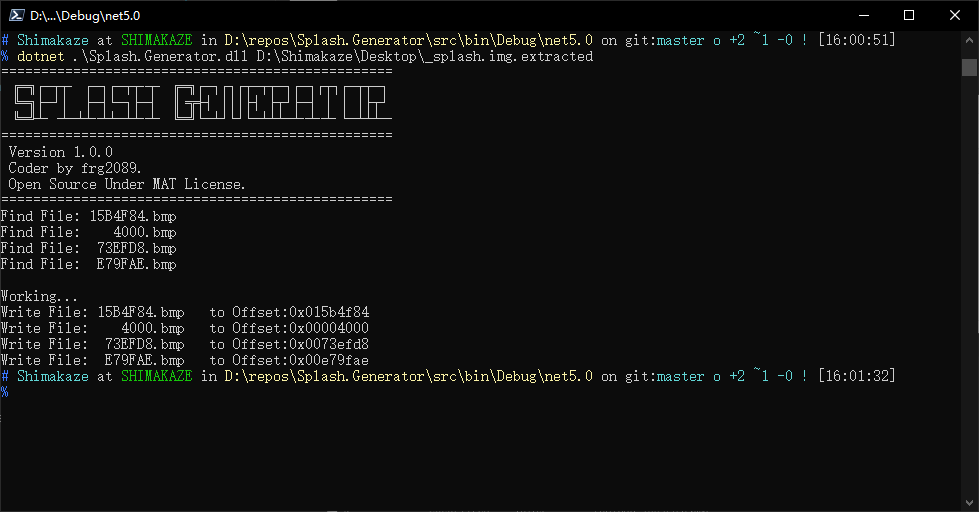 D:\...\Debug\net5.0
# Shimakaze at SHIMAKAZE in D:\repos\Splash.Generator\src\bin\Debug\net5.0 on git:master o +2 ~1 -0 ! [16:00:51]
% dotnet .\Splash.Generator.dll D:\Shimakaze\Desktop\_splash.img.extracted
=================================================
SPLASH GENERATOR
=================================================
Version 1.0.0
Coder by frg2089.
Open Source Under MAT License.
=================================================
Find File: 15B4F84.bmp
Find File:    4000.bmp
Find File:  73EFD8.bmp
Find File:  E79FAE.bmp
Working...
Write File: 15B4F84.bmp   to Offset:0x015b4f84
Write File:    4000.bmp   to Offset:0x00004000
Write File:  73EFD8.bmp   to Offset:0x0073efd8
Write File:  E79FAE.bmp   to Offset:0x00e79fae
# Shimakaze at SHIMAKAZE in D:\repos\Splash.Generator\src\bin\Debug\net5.0 on git:master o +2 ~1 -0 ! [16:01:32]
%